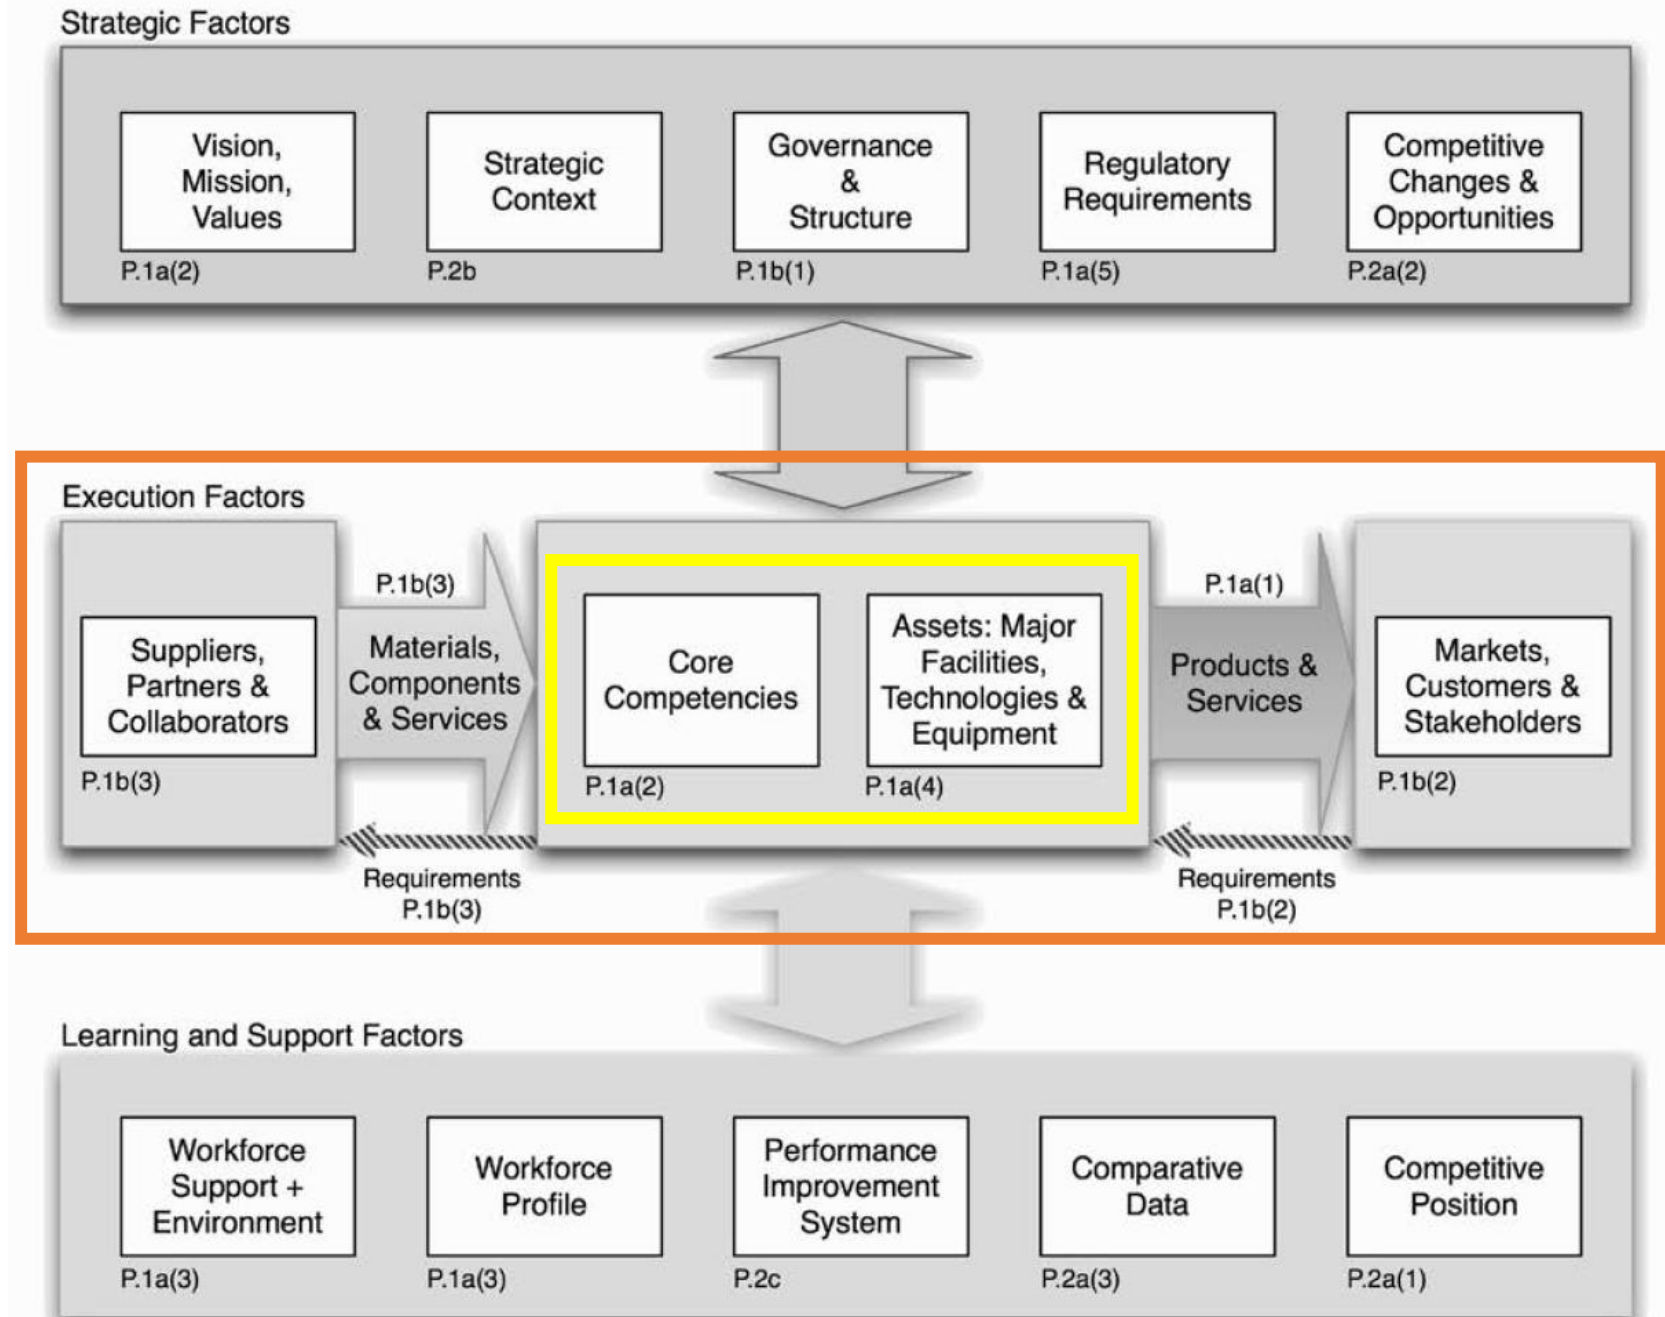 Strategic Factors
Vision,
Mission,
Values
P.1a(2)
Strategic
Context
P.2b
Governance
&
Structure
P.1b(1)
Regulatory
Requirements
P.1a(5)
Competitive
Changes &
Opportunities
P.2a(2)
Execution Factors
Suppliers,
Partners &
Collaborators
P.1b(3)
P.1b(3)
Materials,
Components
& Services
Requirements
P.1b(3)
Core
Competencies
P.1a(2)
Assets: Major
Facilities,
Technologies &
Equipment
P.1a(4)
P.1a(1)
Products &
Services
Requirements
P.1b(2)
Markets,
Customers &
Stakeholders
P.1b(2)
Learning and Support Factors
Workforce
Support +
Environment
P.1a(3)
Workforce
Profile
P.1a(3)
Performance
Improvement
System
P.2c
Comparative
Data
P.2a(3)
Competitive
Position
P.2a(1)